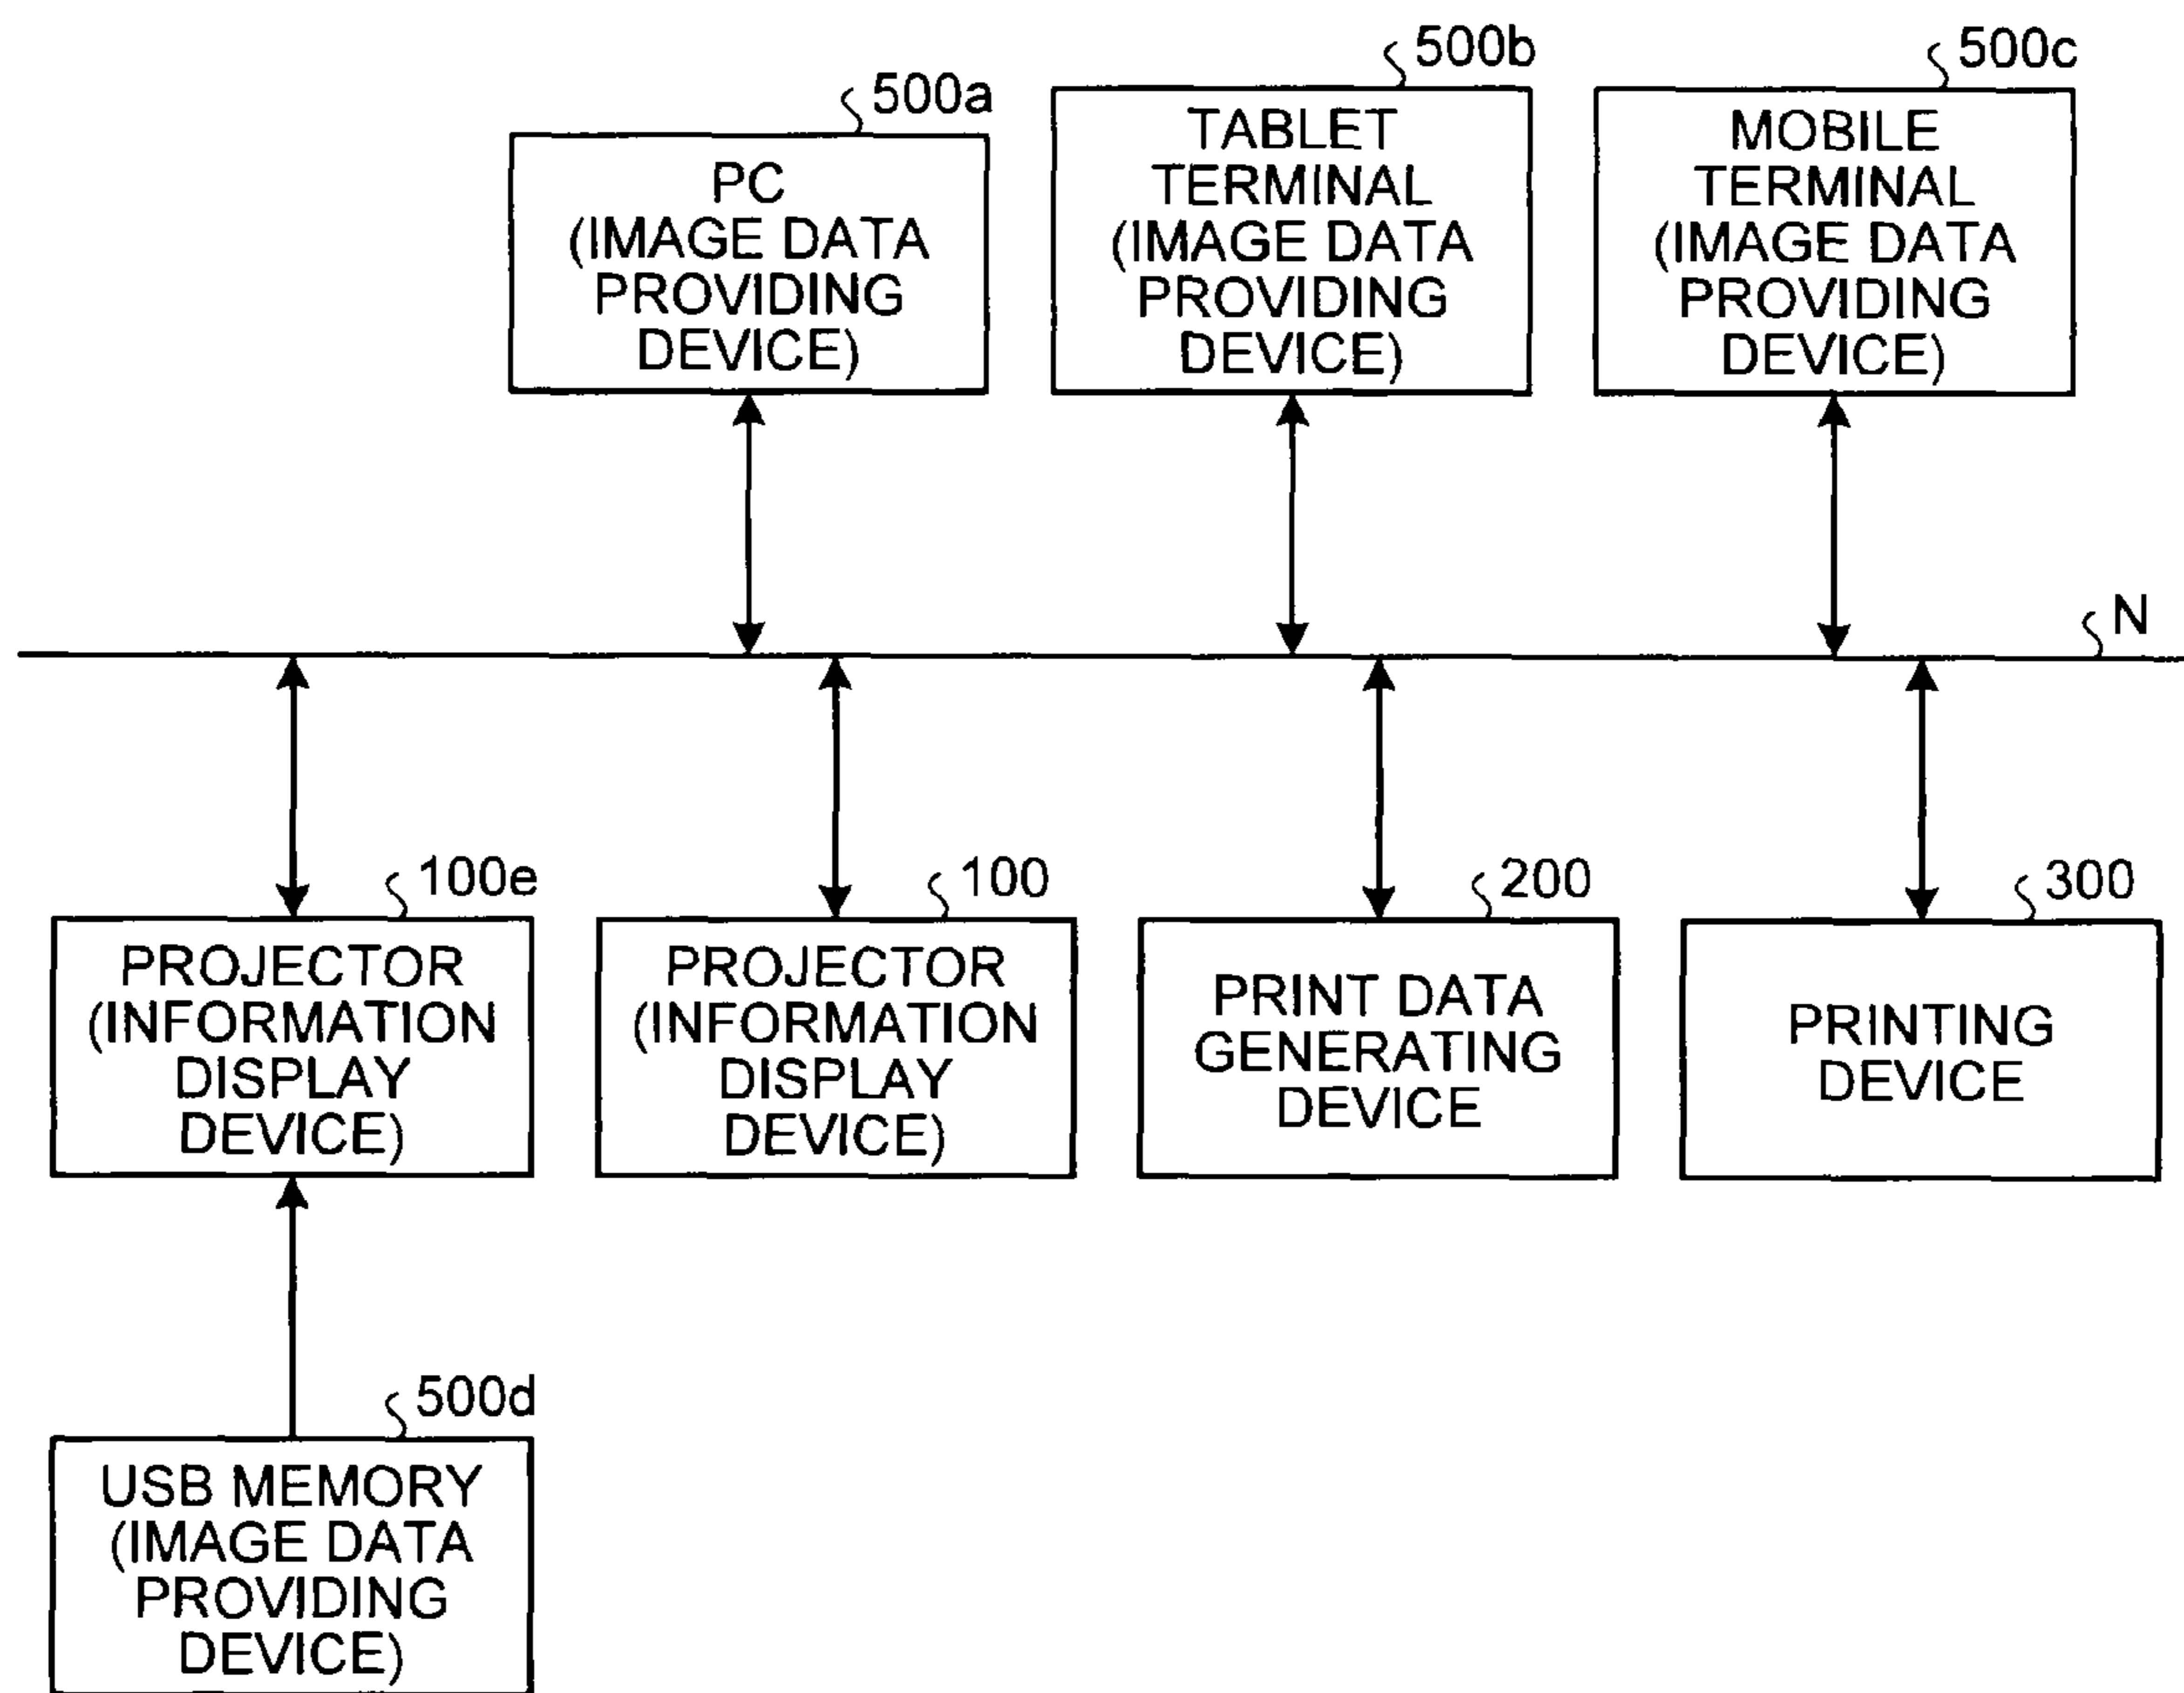 500a
PC
(IMAGE DATA
PROVIDING
DEVICE)
500b
TABLET
TERMINAL
(IMAGE DATA
PROVIDING
DEVICE)
500c
MOBILE
TERMINAL
(IMAGE DATA
PROVIDING
DEVICE)
N
100e
PROJECTOR
(INFORMATION
DISPLAY
DEVICE)
100
PROJECTOR
(INFORMATION
DISPLAY
DEVICE)
200
PRINT DATA
GENERATING
DEVICE
300
PRINTING
DEVICE
500d
USB MEMORY
(IMAGE DATA
PROVIDING
DEVICE)